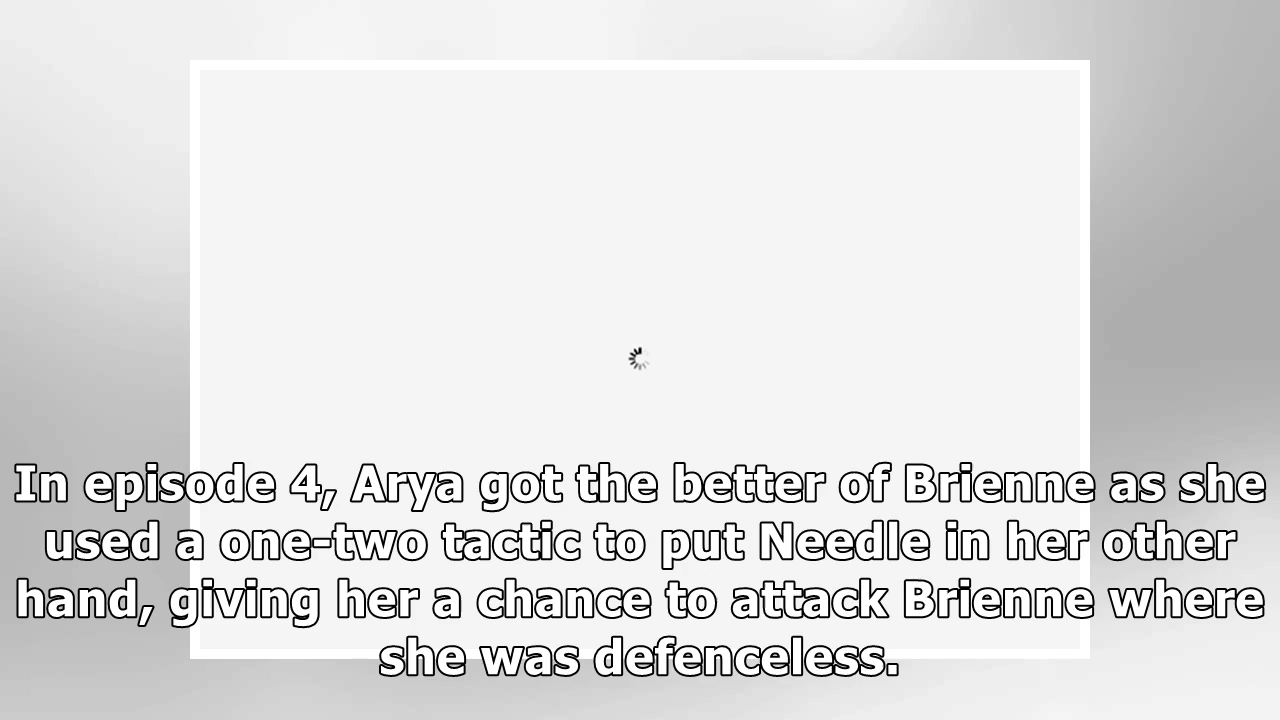 In episode 4, Arya got the better of Brienne as she
used a one-two tactic to put Needle in her other
hand, giving her a chance to attack Brienne where
she was defenceless.